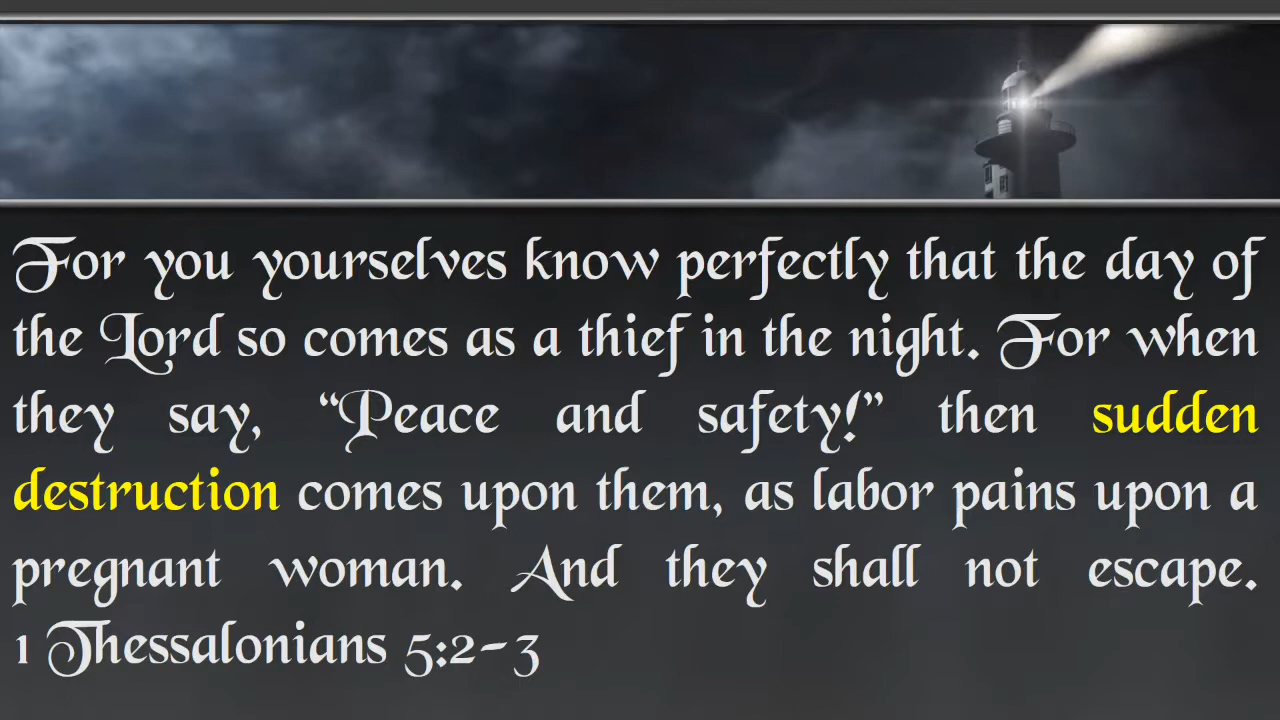 For you yourselves know perfectly that the day of
the Lord so comes as a thief in the night. For when
they say, “Peace and safety!” then sudden
destruction comes upon them, as labor pains upon a
pregnant woman. And they shall not escape.
1 Thessalonians 5:2-3